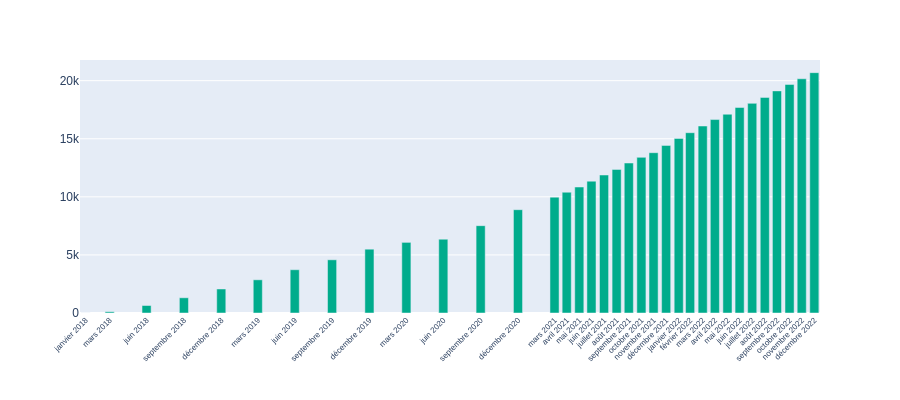 20k
15k
10k
5k
0
janvier 2018
mars 2018
juin 2018
septembre 2018
décembre 2018
mars 2019
juin 2019
septembre 2019
décembre 2019
mars 2020
juin 2020
septembre 2020
décembre 2020
mars 2021
avril 2021
mai 2021
juin 2021
juillet 2021
août 2021
septembre 2021
octobre 2021
novembre 2021
décembre 2021
janvier 2022
février 2022
mars 2022
avril 2022
mai 2022
juin 2022
juillet 2022
août 2022
septembre 2022
octobre 2022
novembre 2022
décembre 2022